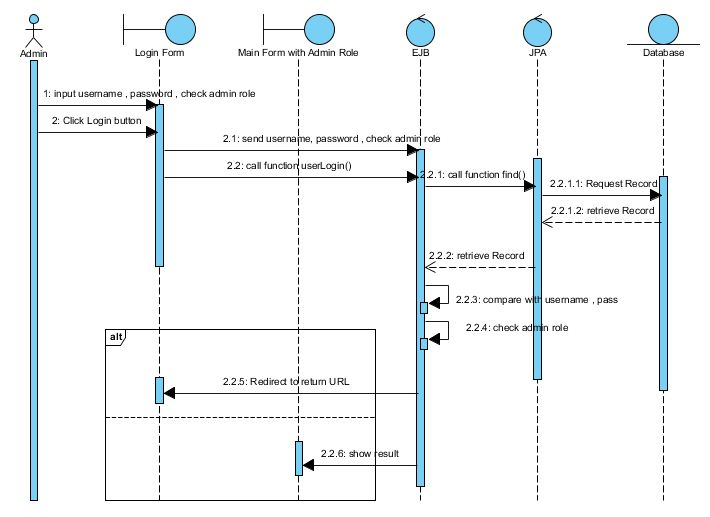 Admin
Login Form
Main Form with Admin Role
EJB
JPA
Database
1: input username , password , check admin role
2: Click Login button
2.1: send username, password , check admin role
2.2: call function userLogin()
2.2.1: call function find()
2.2.1.1: Request Record
2.2.1.2: retrieve Record
2.2.2: retrieve Record
2.2.3: compare with username , pass
2.2.4: check admin role
alt
2.2.5: Redirect to return URL
2.2.6: show result